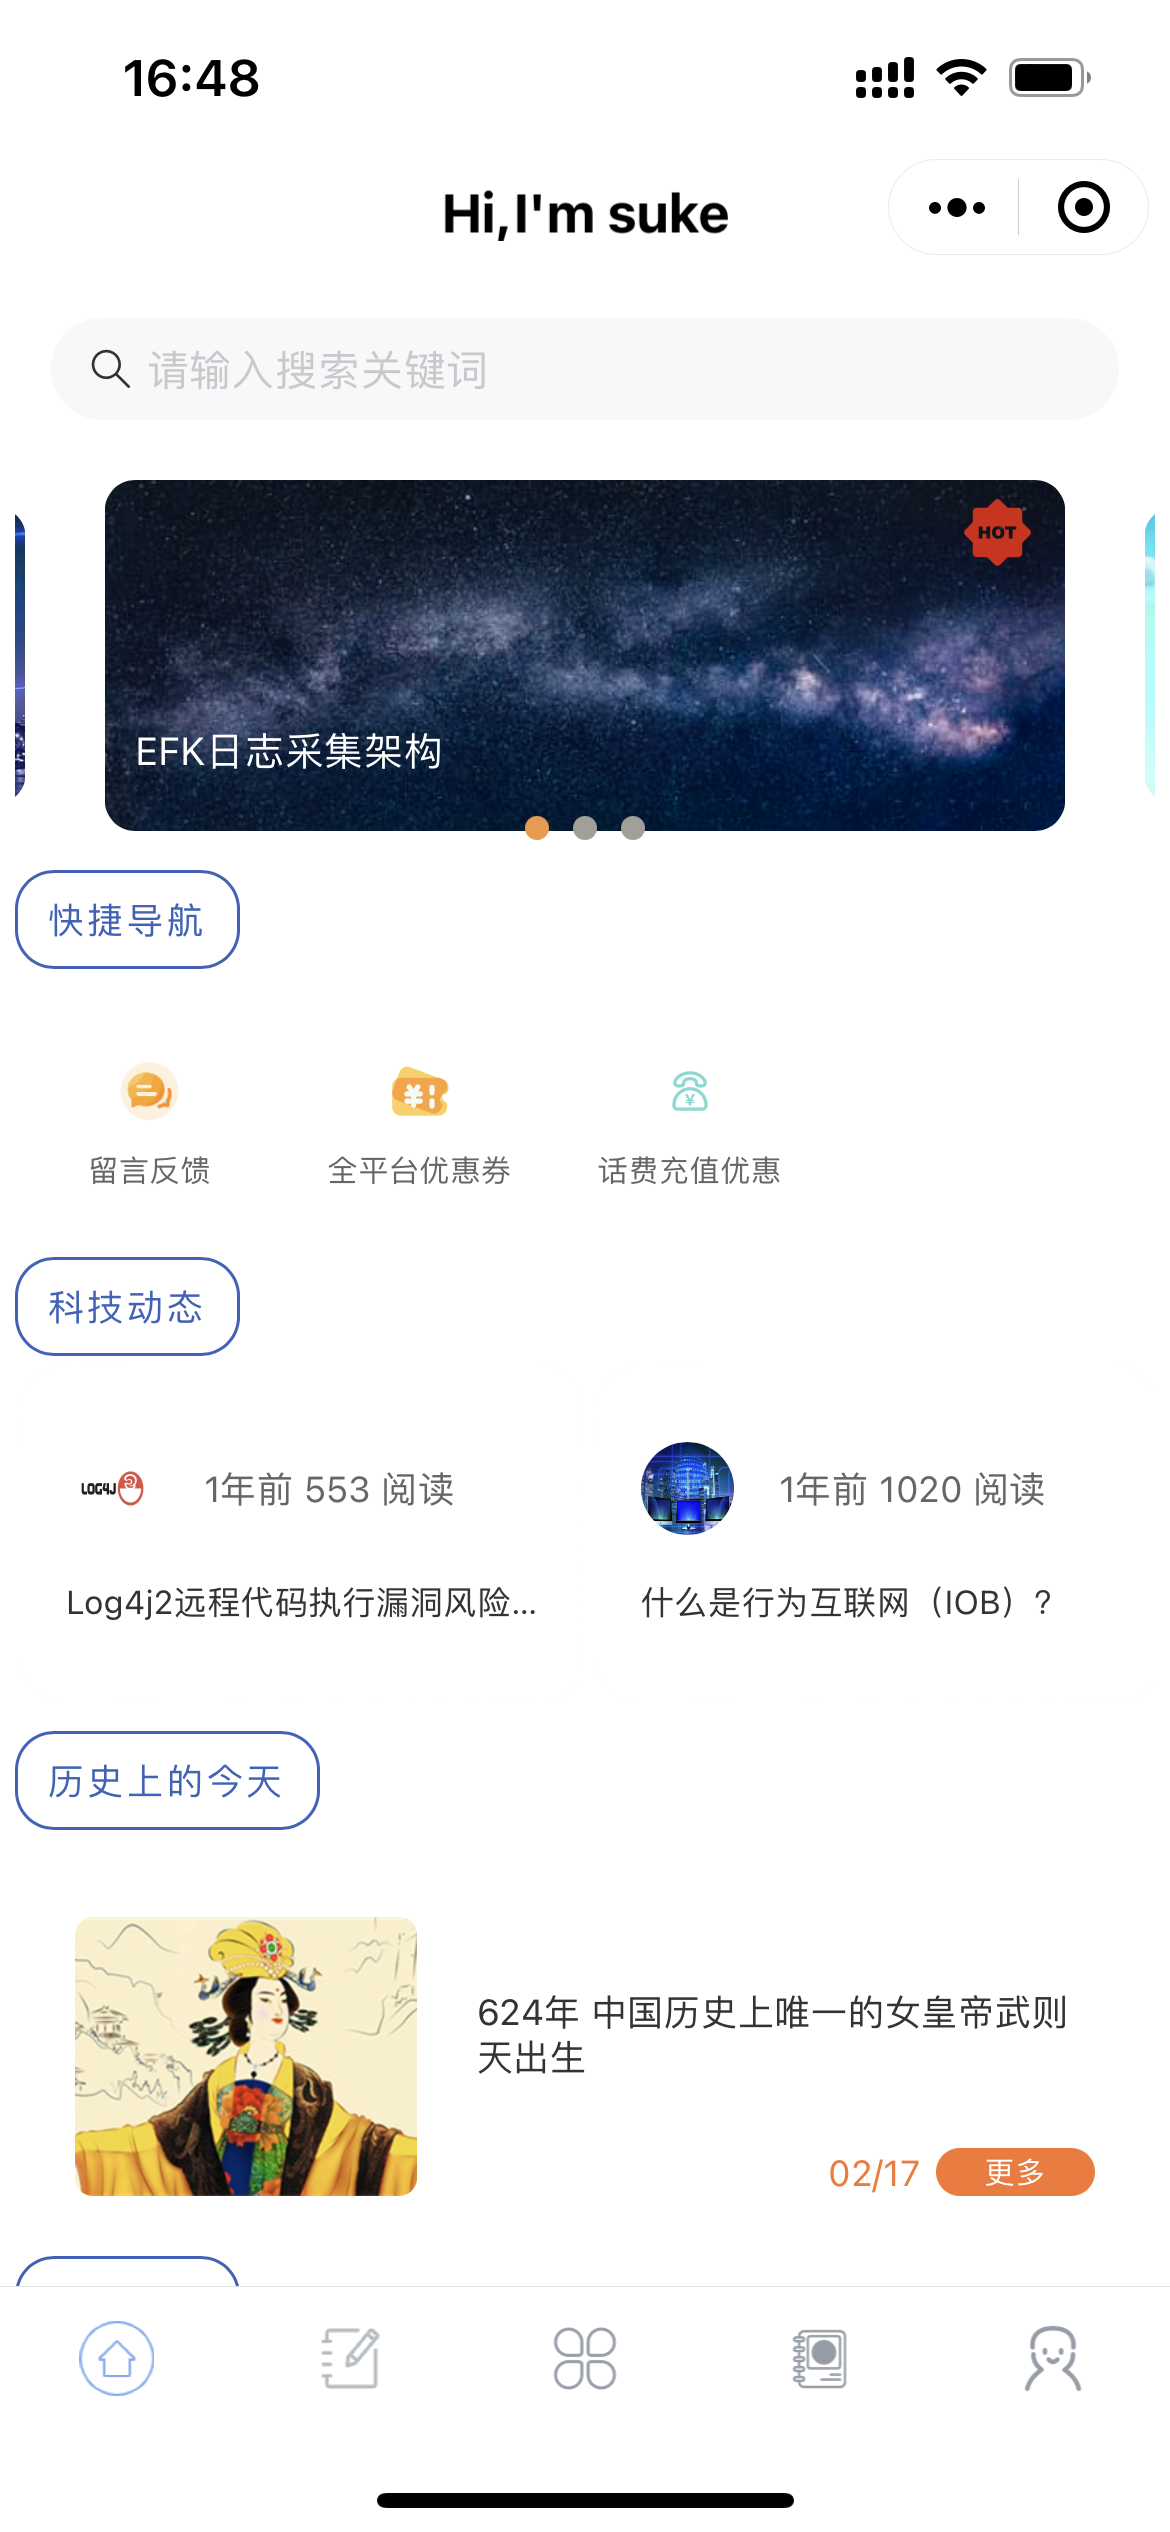 16:48
Hi,I'm suke
请输入搜索关键词
HOT
EFK日志采集架构
快捷导航
留言反馈
全平台优惠券
话费充值优惠
科技动态
LOG4J
1年前 553 阅读
1年前 1020 阅读
Log4j2远程代码执行漏洞风险...
什么是行为互联网（IOB）?
历史上的今天
624年 中国历史上唯一的女皇帝武则
天出生
02/17
更多